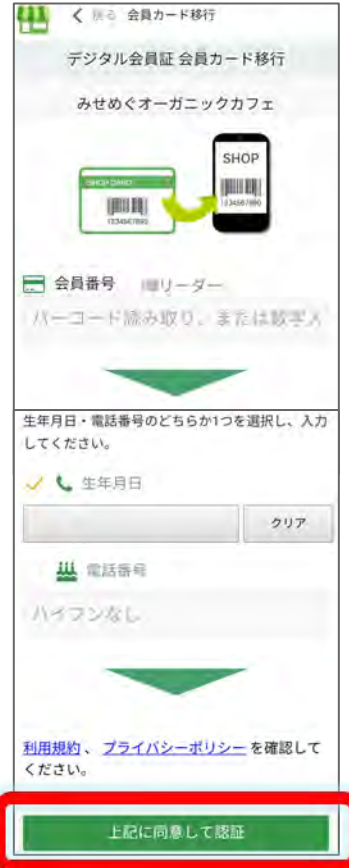 戻る 会員カード移行
デジタル会員証 会員カード移行
みせめぐオーガニックカフェ
SHOP
SHOP CARD
1234567890
1234567890
会員番号 リーダー
バーコード読み取り、または数字入
生年月日・電話番号のどちらか1つを選択し、入力
してください。
生年月日
クリア
電話番号
ハイフンなし
利用規約 、 プライバシーポリシー を確認して
ください。
上記に同意して認証